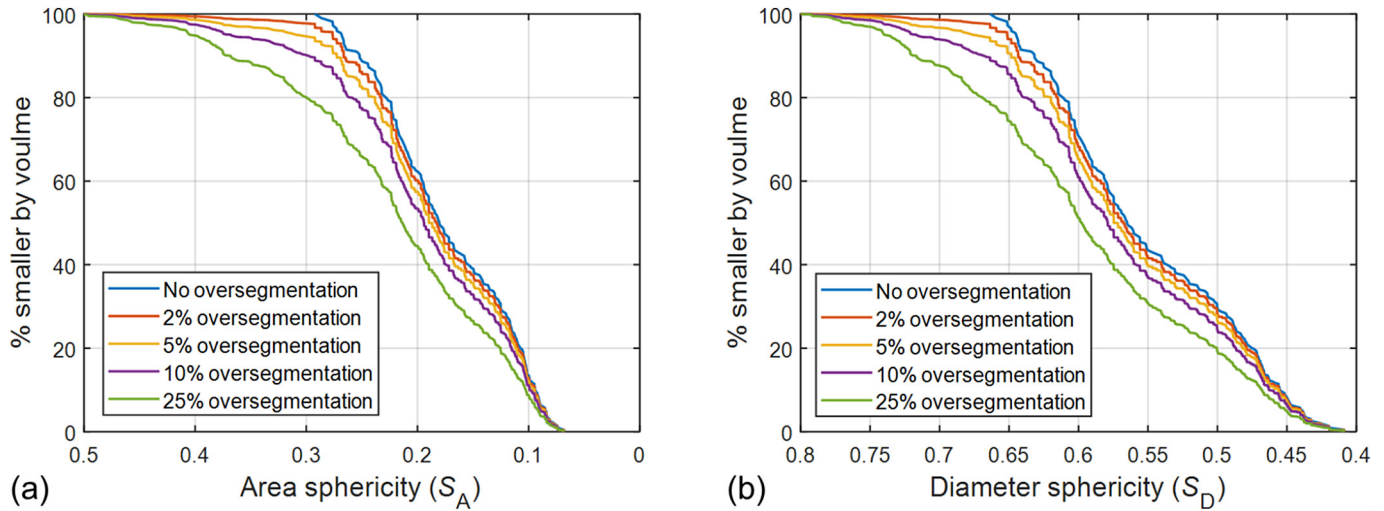 100
80
60
40
20
0
% smaller by voulme
No oversegmentation
2% oversegmentation
5% oversegmentation
10% oversegmentation
25% oversegmentation
0.5 0.4 0.3 0.2 0.1 0
(a) Area sphericity (S_A)
100
80
60
40
20
0
% smaller by voulme
No oversegmentation
2% oversegmentation
5% oversegmentation
10% oversegmentation
25% oversegmentation
0.8 0.75 0.7 0.65 0.6 0.55 0.5 0.45 0.4
(b) Diameter sphericity (S_D)